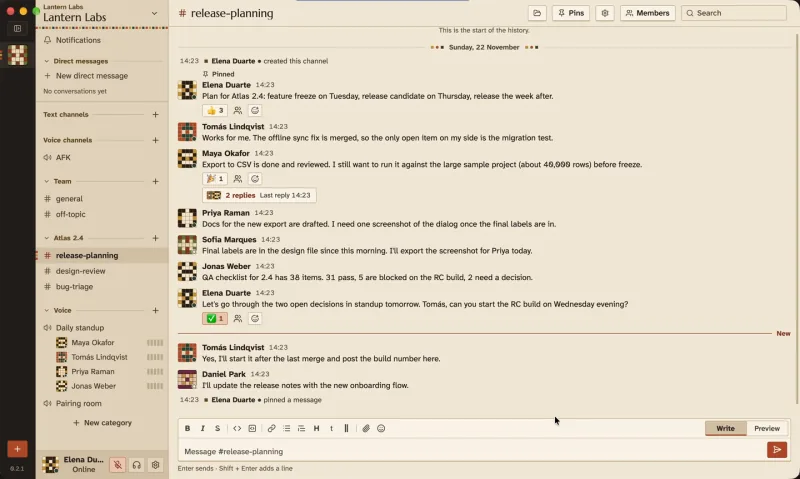 Lantern Labs
Lantern Labs
Notifications
Direct messages
New direct message
No conversations yet
Text channels
Voice channels
AFK
Team
general
off-topic
Atlas 2.4
# release-planning
design-review
bug-triage
Voice
Daily standup
Maya Okafor
Tomás Lindqvist
Priya Raman
Jonas Weber
Pairing room
+ New category
0.2.1
Elena Du...
Online
# release-planning
Pins
Members
Search
This is the start of the history.
Sunday, 22 November
14:23 Elena Duarte • created this channel
Pinned
Elena Duarte 14:23
Plan for Atlas 2.4: feature freeze on Tuesday, release candidate on Thursday, release the week after.
👍 3
Tomás Lindqvist 14:23
Works for me. The offline sync fix is merged, so the only open item on my side is the migration test.
Maya Okafor 14:23
Export to CSV is done and reviewed. I still want to run it against the large sample project (about 40,000 rows) before freeze.
🎉 1
2 replies Last reply 14:23
Priya Raman 14:23
Docs for the new export are drafted. I need one screenshot of the dialog once the final labels are in.
Sofia Marques 14:23
Final labels are in the design file since this morning. I'll export the screenshot for Priya today.
Jonas Weber 14:23
QA checklist for 2.4 has 38 items. 31 pass, 5 are blocked on the RC build, 2 need a decision.
Elena Duarte 14:23
Let's go through the two open decisions in standup tomorrow. Tomás, can you start the RC build on Wednesday evening?
✅ 1
New
Tomás Lindqvist 14:23
Yes, I'll start it after the last merge and post the build number here.
Daniel Park 14:23
I'll update the release notes with the new onboarding flow.
14:23 Elena Duarte • pinned a message
B I S H t
Write Preview
Message #release-planning
Enter sends · Shift + Enter adds a line